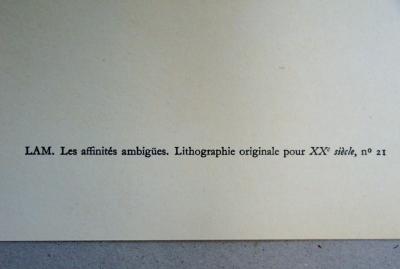 LAM. Les affinités ambigües. Lithographie originale pour XXe siècle, nº 21